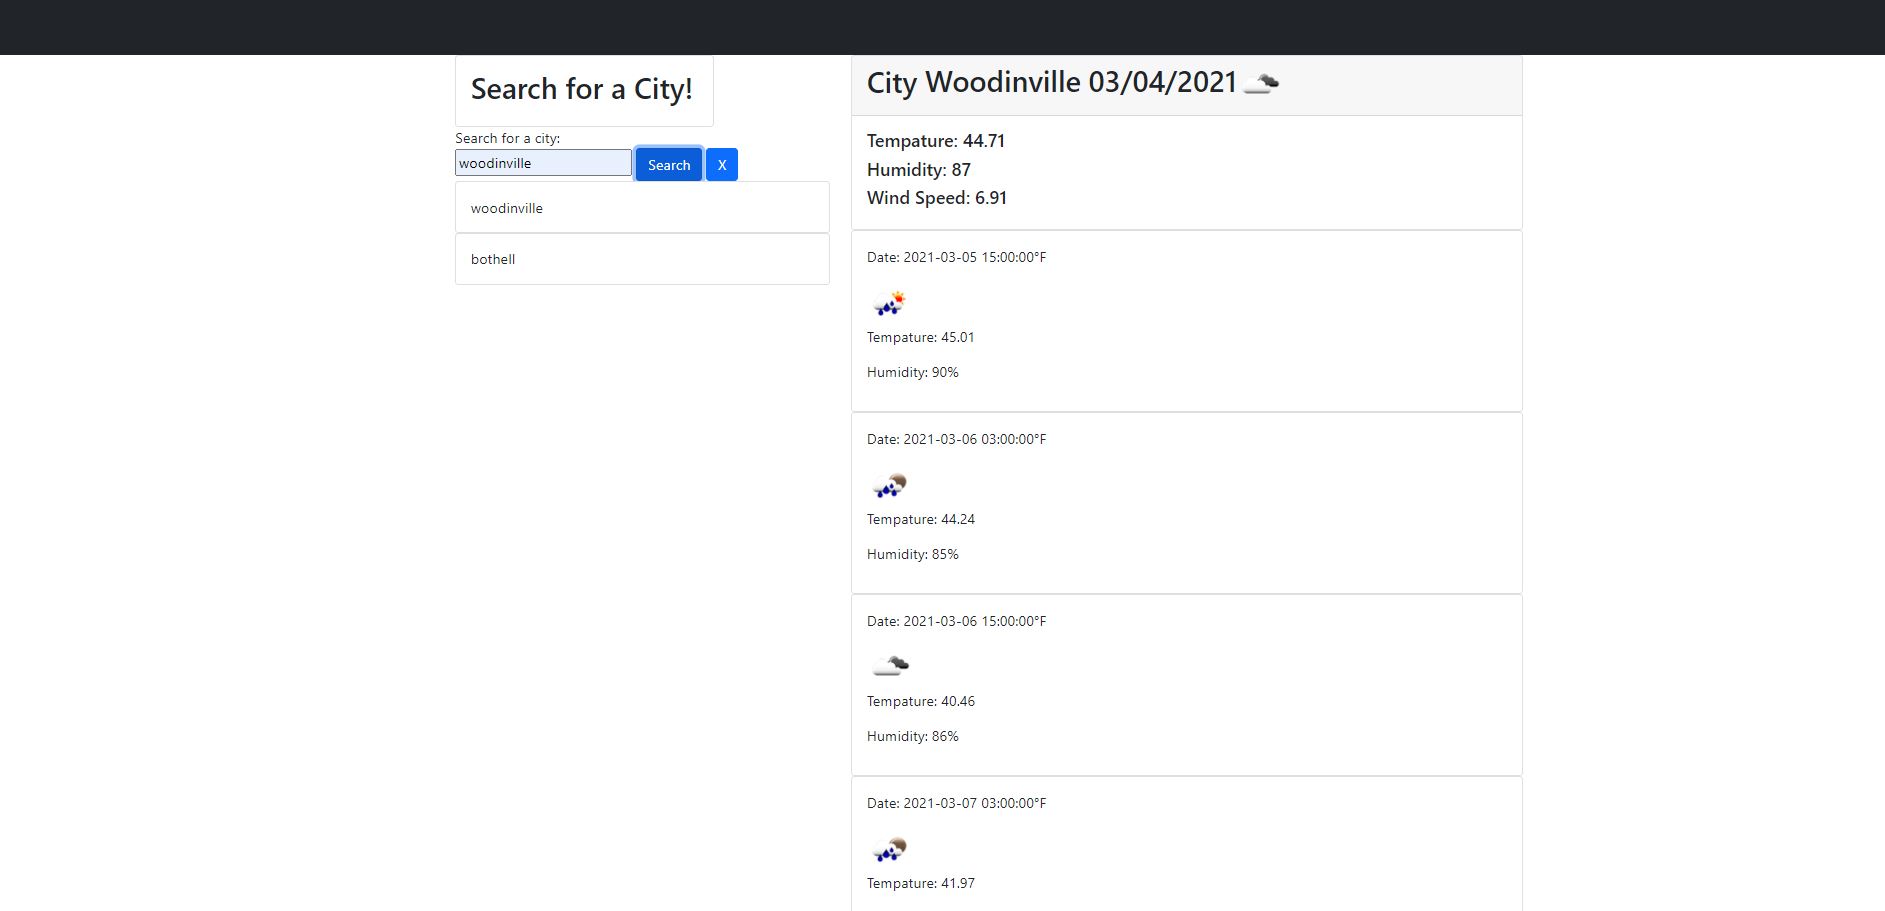 Search for a City!
Search for a city:
woodinville
Search
X
woodinville
bothell
City Woodinville 03/04/2021
Tempature: 44.71
Humidity: 87
Wind Speed: 6.91
Date: 2021-03-05 15:00:00°F
Tempature: 45.01
Humidity: 90%
Date: 2021-03-06 03:00:00°F
Tempature: 44.24
Humidity: 85%
Date: 2021-03-06 15:00:00°F
Tempature: 40.46
Humidity: 86%
Date: 2021-03-07 03:00:00°F
Tempature: 41.97